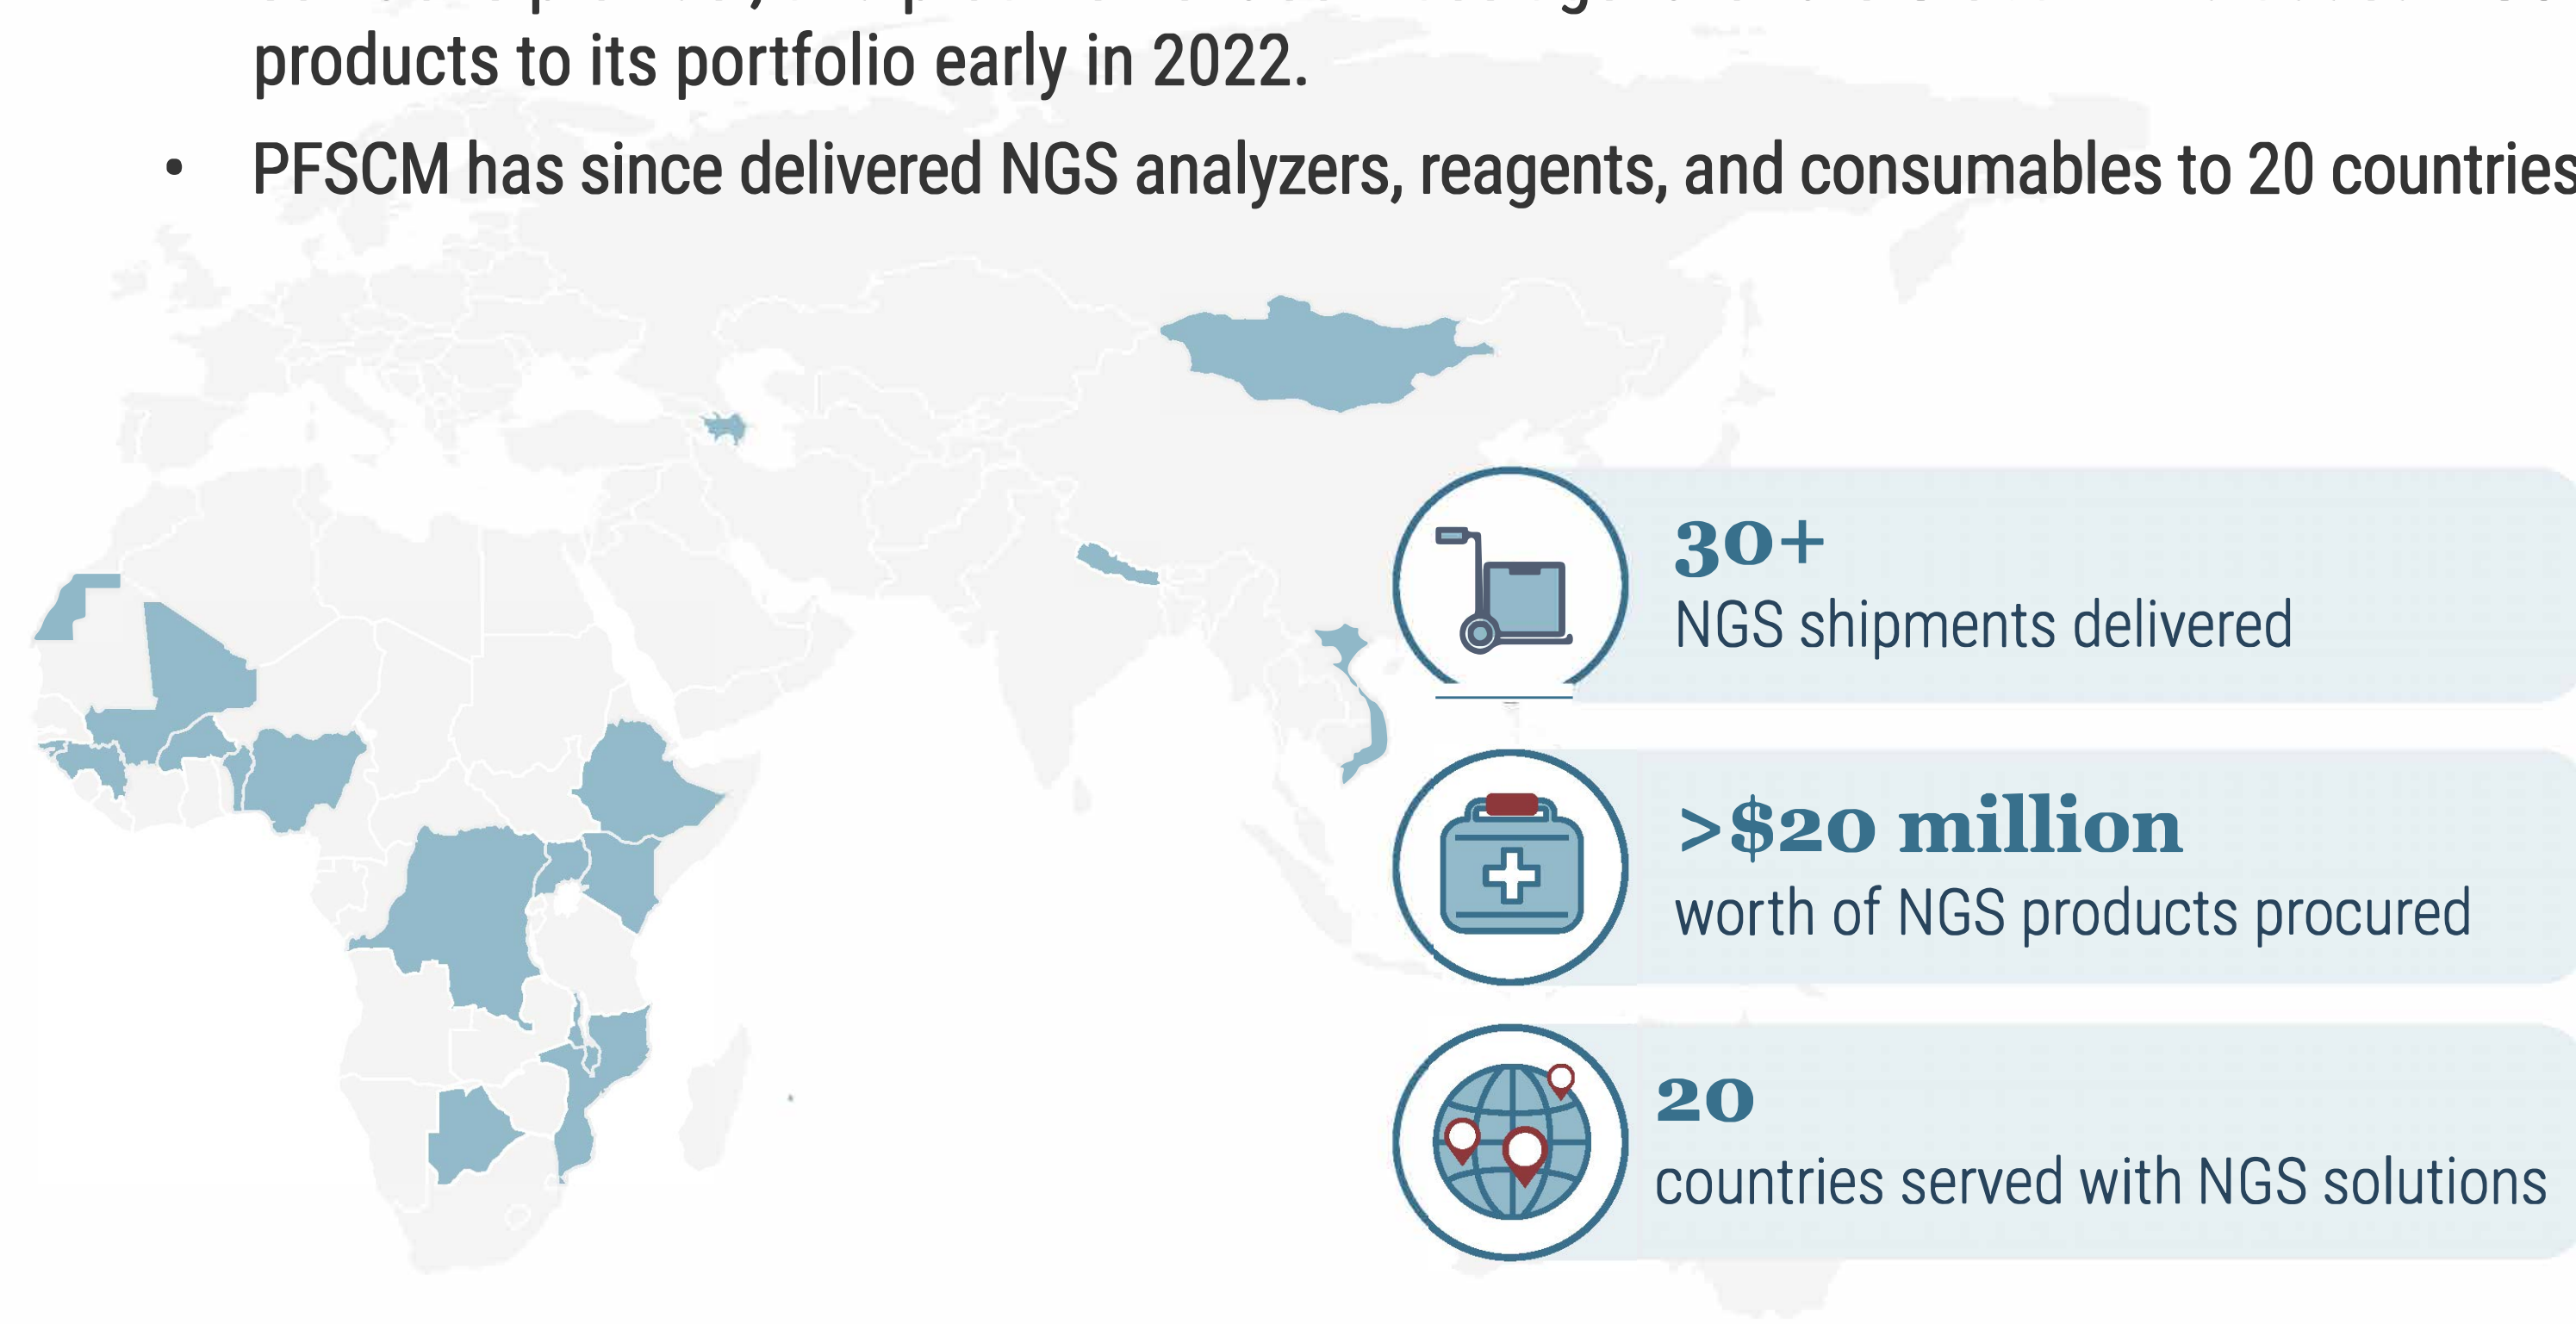 products to its portfolio early in 2022.
• PFSCM has since delivered NGS analyzers, reagents, and consumables to 20 countries
30+
NGS shipments delivered
>$20 million
worth of NGS products procured
20
countries served with NGS solutions